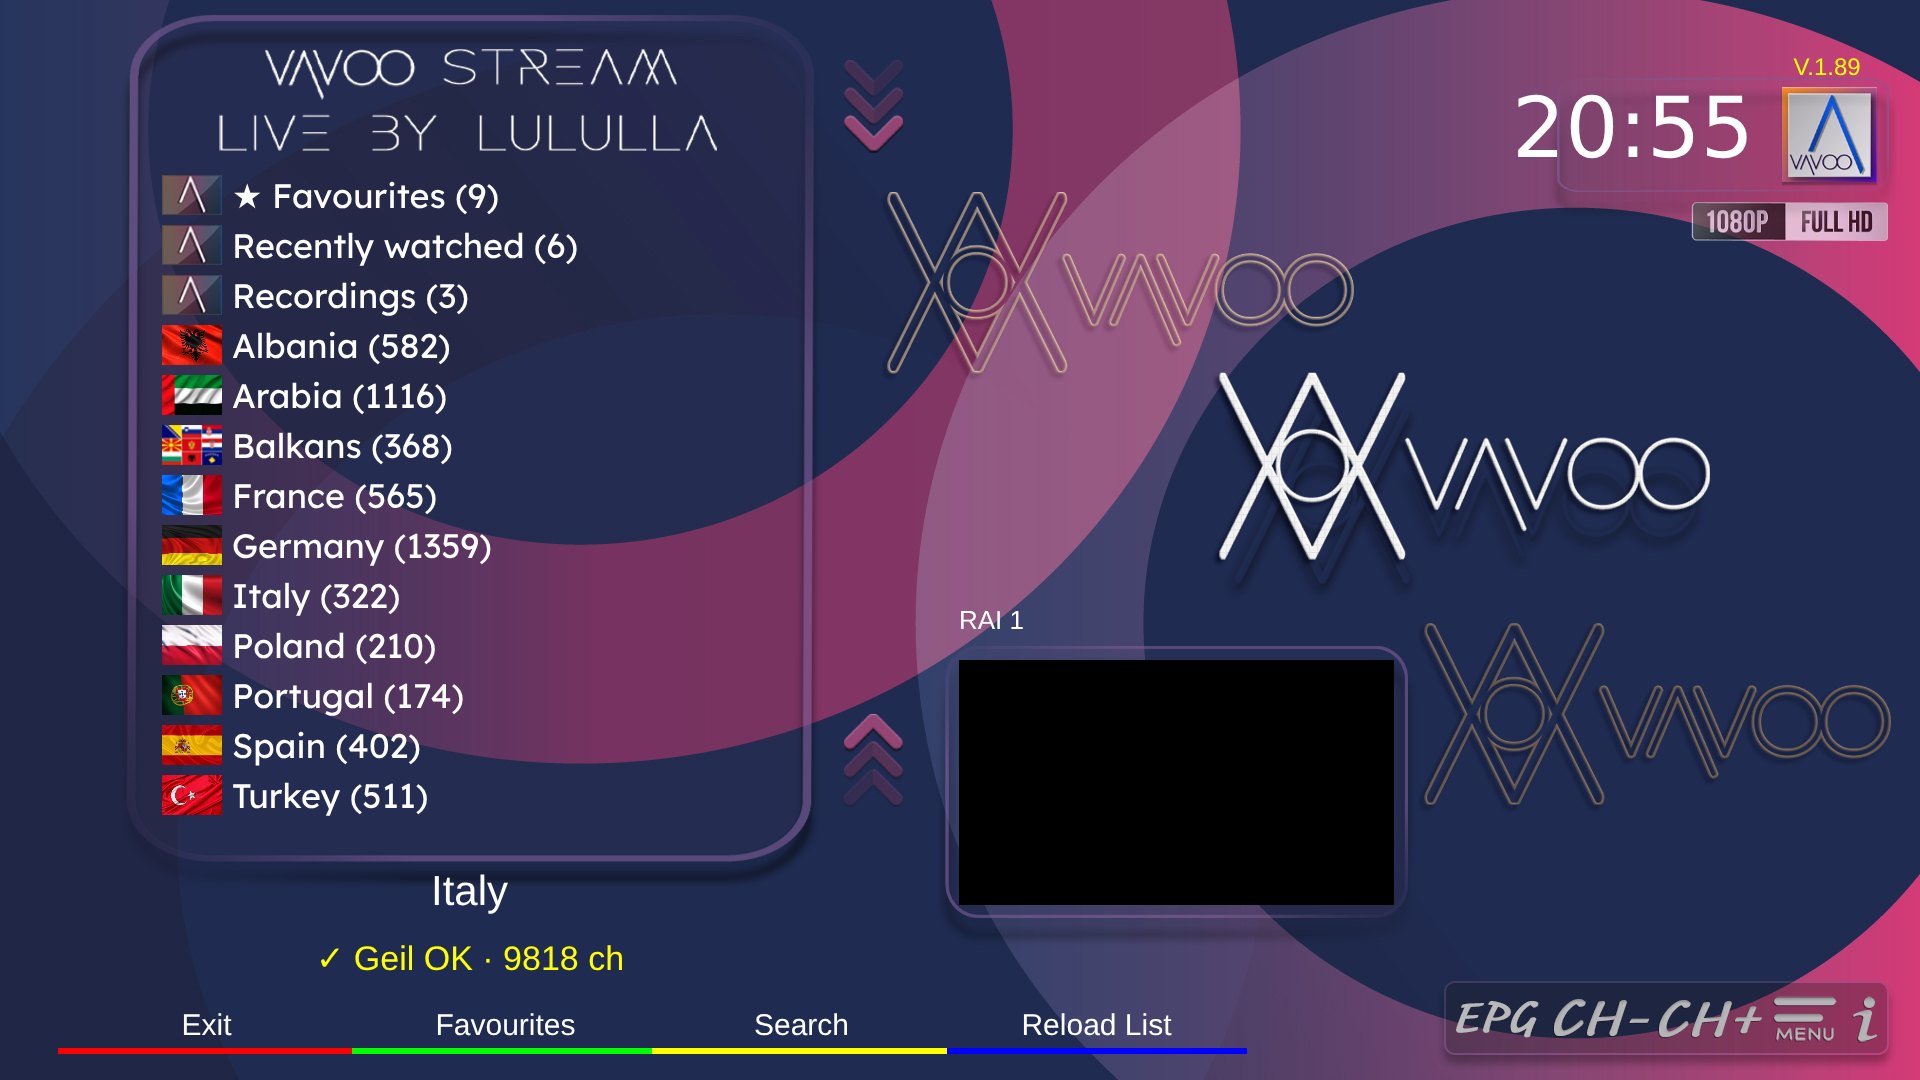 VAVOO STREAM
LIVE BY LULULLA
★ Favourites (9)
Recently watched (6)
Recordings (3)
Albania (582)
Arabia (1116)
Balkans (368)
France (565)
Germany (1359)
Italy (322)
Poland (210)
Portugal (174)
Spain (402)
Turkey (511)
Italy
✓ Geil OK · 9818 ch
Exit
Favourites
Search
Reload List
V.1.89
20:55
VAVOO
1080P FULL HD
VAVOO
VAVOO
RAI 1
VAVOO
EPG CH- CH+ MENU i